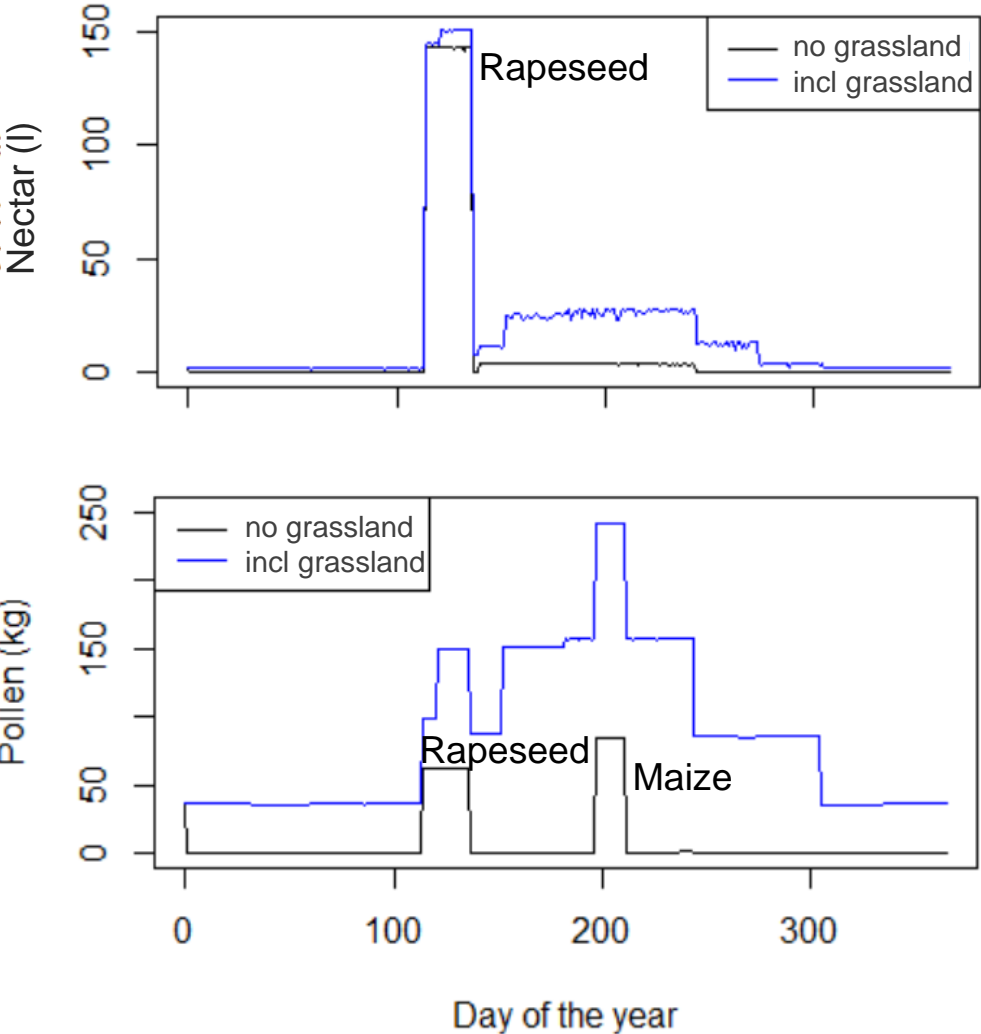 150
100
50
0
Nectar (l)
Rapeseed
no grassland
incl grassland
250
150
50
0
Pollen (kg)
no grassland
incl grassland
Rapeseed
Maize
0 100 200 300
Day of the year